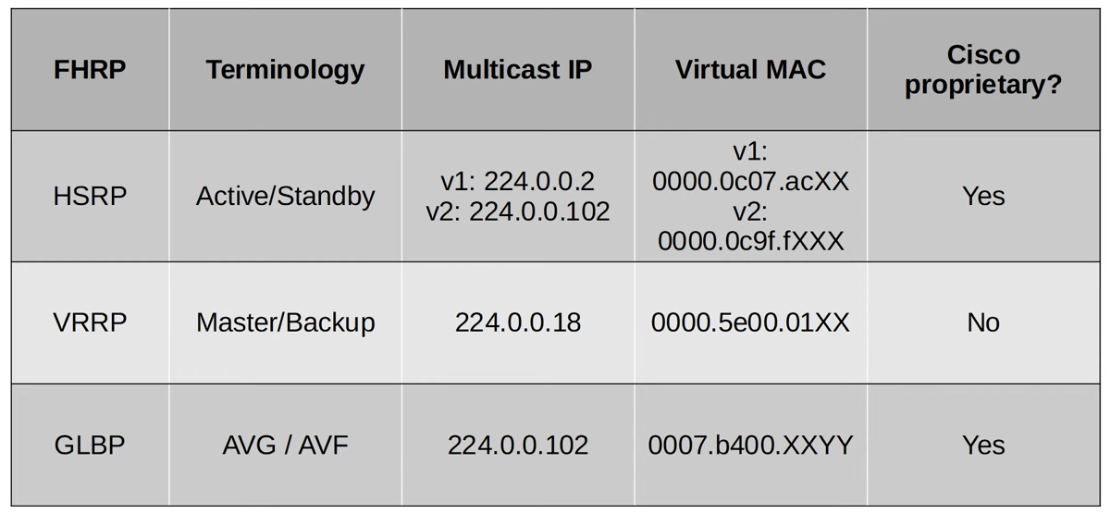 FHRP
Terminology
Multicast IP
Virtual MAC
Cisco
proprietary?
HSRP
Active/Standby
v1: 224.0.0.2
v2: 224.0.0.102
v1:
0000.0c07.acXX
v2:
0000.0c9f.fXXX
Yes
VRRP
Master/Backup
224.0.0.18
0000.5e00.01XX
No
GLBP
AVG / AVF
224.0.0.102
0007.b400.XXYY
Yes